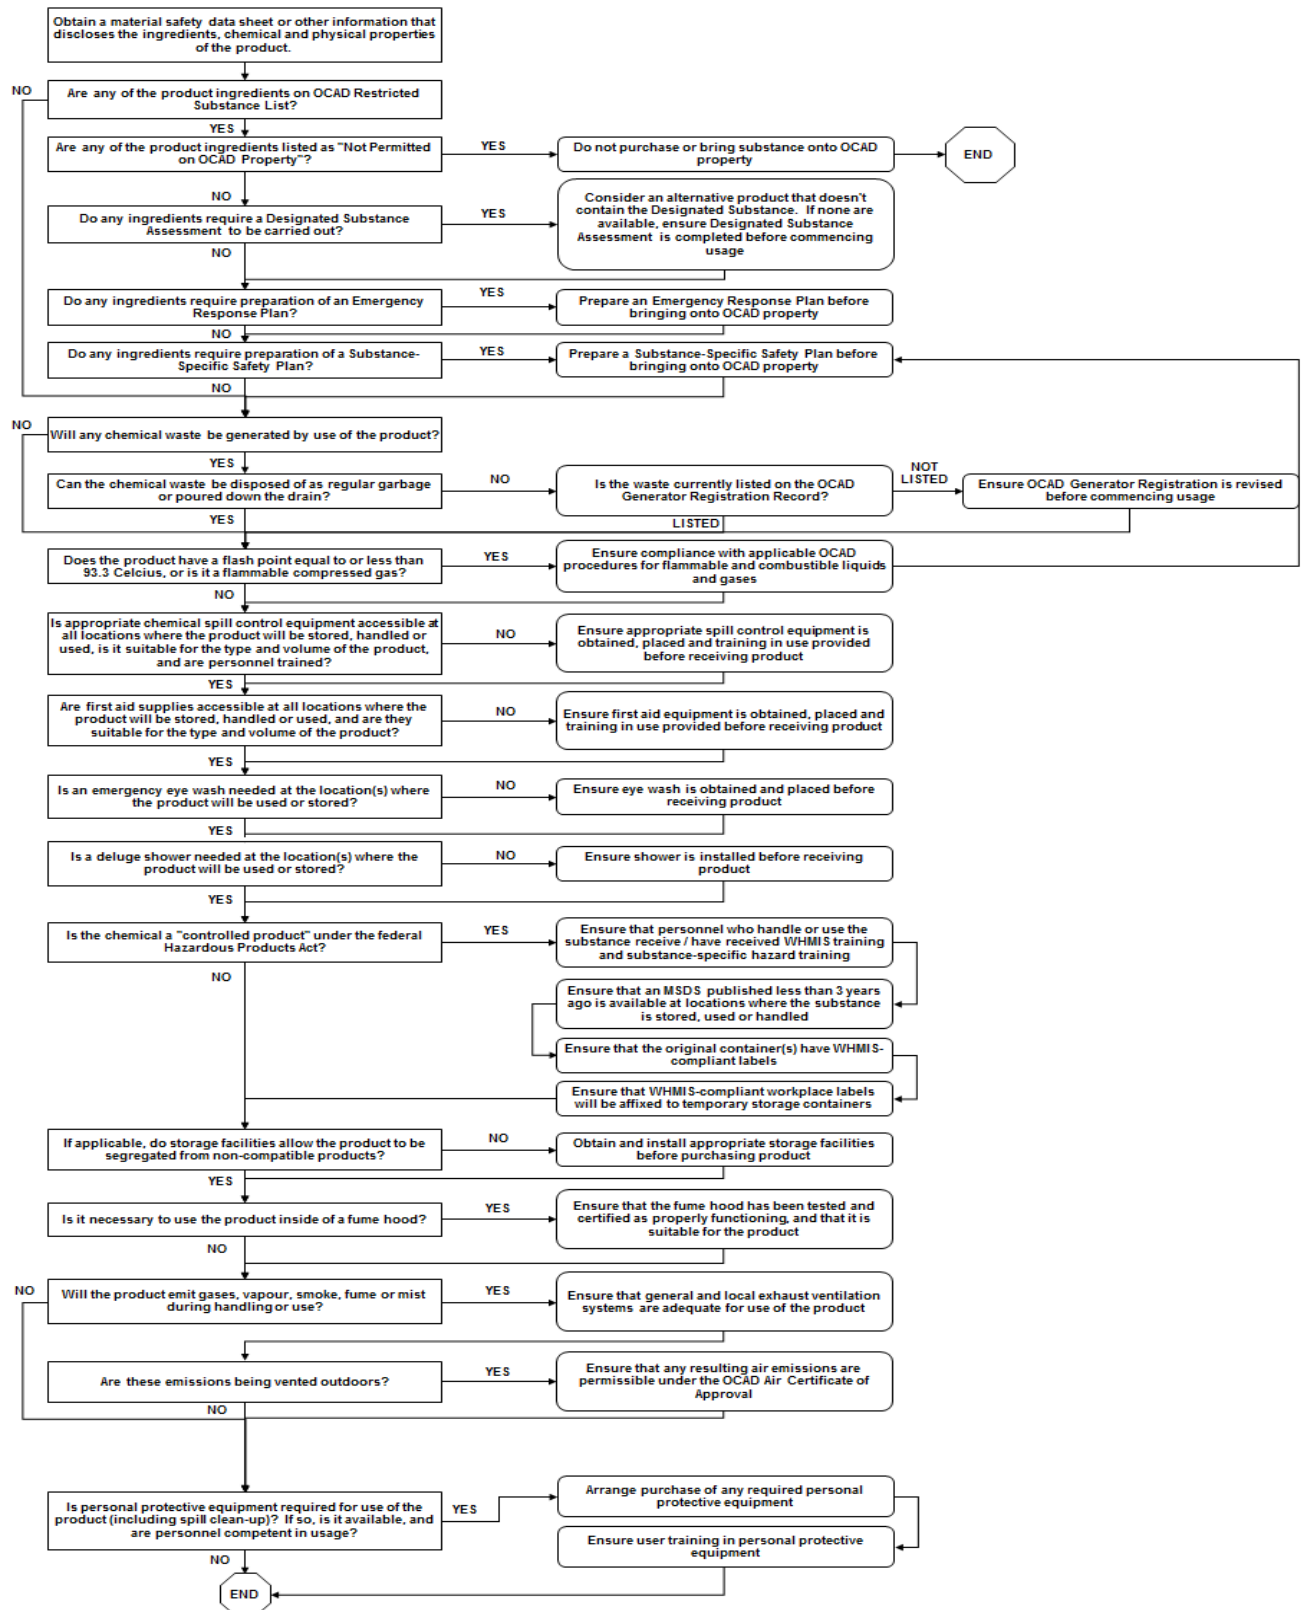 Obtain a material safety data sheet or other information that
discloses the ingredients, chemical and physical properties
of the product.
NO
Are any of the product ingredients on OCAD Restricted
Substance List?
YES
Are any of the product ingredients listed as "Not Permitted
on OCAD Property"?
YES
Do not purchase or bring substance onto OCAD
property
END
NO
Do any ingredients require a Designated Substance
Assessment to be carried out?
YES
Consider an alternative product that doesn't
contain the Designated Substance. If none are
available, ensure Designated Substance
Assessment is completed before commencing
usage
NO
Do any ingredients require preparation of an Emergency
Response Plan?
YES
Prepare an Emergency Response Plan before
bringing onto OCAD property
NO
Do any ingredients require preparation of a Substance-
Specific Safety Plan?
YES
Prepare a Substance-Specific Safety Plan before
bringing onto OCAD property
NO
NO
Will any chemical waste be generated by use of the product?
YES
Can the chemical waste be disposed of as regular garbage
or poured down the drain?
NO
Is the waste currently listed on the OCAD
Generator Registration Record?
NOT
LISTED
Ensure OCAD Generator Registration is revised
before commencing usage
YES
LISTED
Does the product have a flash point equal to or less than
93.3 Celcius, or is it a flammable compressed gas?
YES
Ensure compliance with applicable OCAD
procedures for flammable and combustible liquids
and gases
NO
Is appropriate chemical spill control equipment accessible at
all locations where the product will be stored, handled or
used, is it suitable for the type and volume of the product,
and are personnel trained?
NO
Ensure appropriate spill control equipment is
obtained, placed and training in use provided
before receiving product
YES
Are first aid supplies accessible at all locations where the
product will be stored, handled or used, and are they
suitable for the type and volume of the product?
NO
Ensure first aid equipment is obtained, placed and
training in use provided before receiving product
YES
Is an emergency eye wash needed at the location(s) where
the product will be used or stored?
NO
Ensure eye wash is obtained and placed before
receiving product
YES
Is a deluge shower needed at the location(s) where the
product will be used or stored?
NO
Ensure shower is installed before receiving
product
YES
Is the chemical a "controlled product" under the federal
Hazardous Products Act?
YES
Ensure that personnel who handle or use the
substance receive / have received WHMIS training
and substance-specific hazard training
NO
Ensure that an MSDS published less than 3 years
ago is available at locations where the substance
is stored, used or handled
Ensure that the original container(s) have WHMIS-
compliant labels
Ensure that WHMIS-compliant workplace labels
will be affixed to temporary storage containers
If applicable, do storage facilities allow the product to be
segregated from non-compatible products?
NO
Obtain and install appropriate storage facilities
before purchasing product
YES
Is it necessary to use the product inside of a fume hood?
YES
Ensure that the fume hood has been tested and
certified as properly functioning, and that it is
suitable for the product
NO
NO
Will the product emit gases, vapour, smoke, fume or mist
during handling or use?
YES
Ensure that general and local exhaust ventilation
systems are adequate for use of the product
Are these emissions being vented outdoors?
YES
Ensure that any resulting air emissions are
permissible under the OCAD Air Certificate of
Approval
NO
Is personal protective equipment required for use of the
product (including spill clean-up)? If so, is it available, and
are personnel competent in usage?
YES
Arrange purchase of any required personal
protective equipment
Ensure user training in personal protective
equipment
NO
END